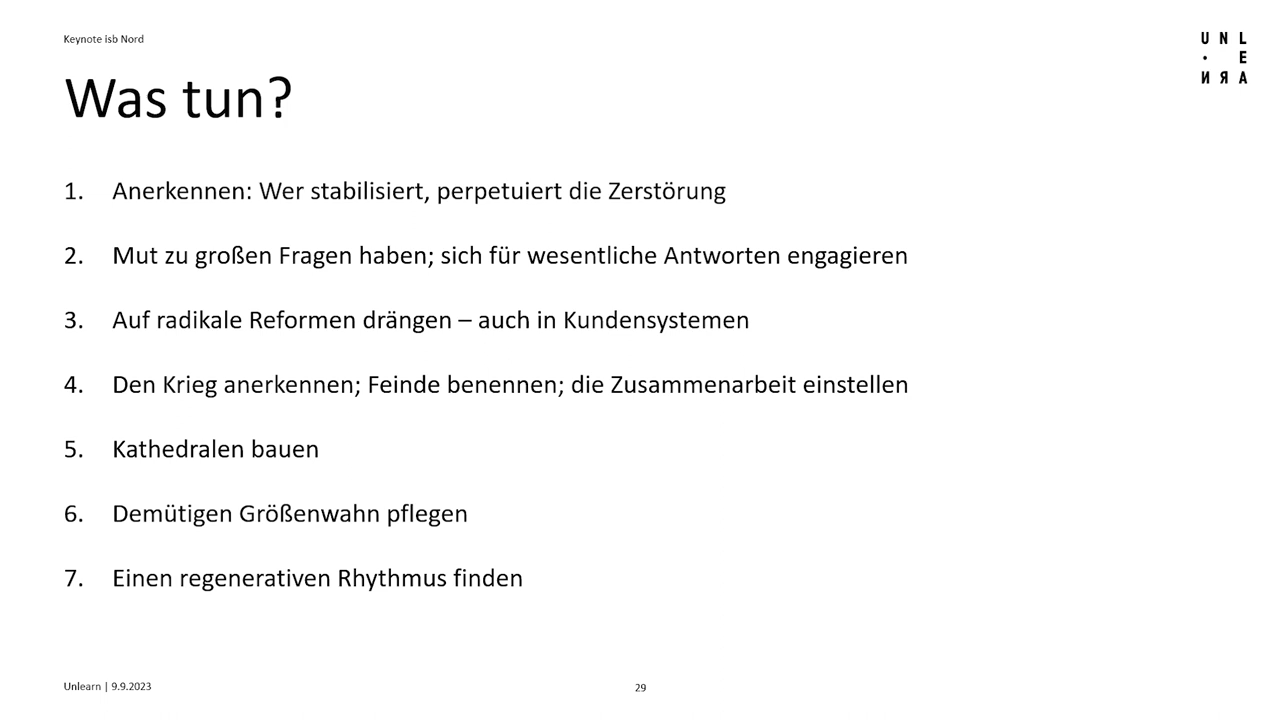 Keynote isb Nord
U N L
· E
И Я A
Was tun?
1. Anerkennen: Wer stabilisiert, perpetuiert die Zerstörung
2. Mut zu großen Fragen haben; sich für wesentliche Antworten engagieren
3. Auf radikale Reformen drängen – auch in Kundensystemen
4. Den Krieg anerkennen; Feinde benennen; die Zusammenarbeit einstellen
5. Kathedralen bauen
6. Demütigen Größenwahn pflegen
7. Einen regenerativen Rhythmus finden
Unlearn | 9.9.2023
29